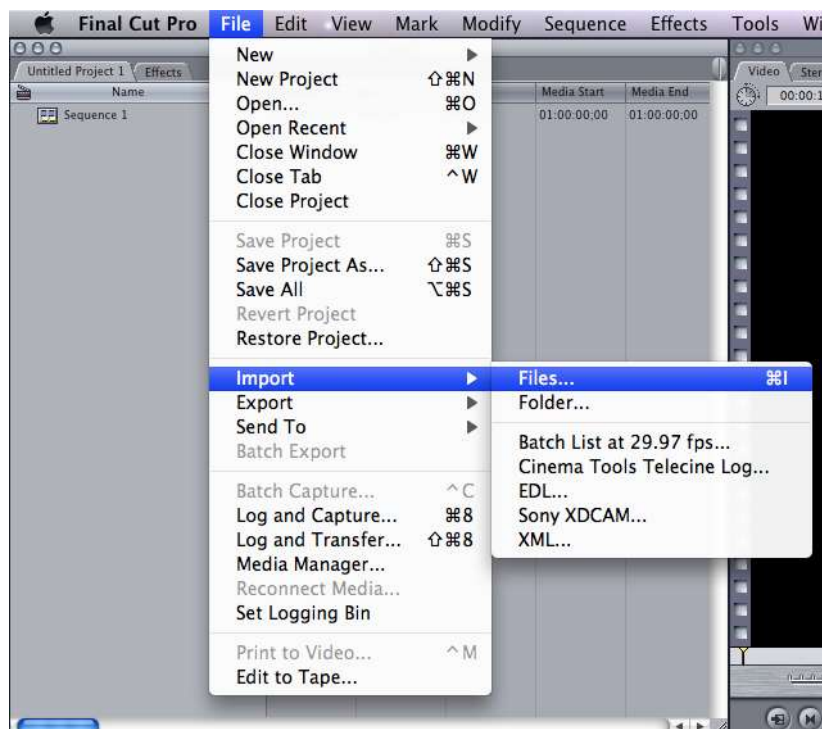 Final Cut Pro File Edit View Mark Modify Sequence Effects Tools Wi
Untitled Project 1 Effects
Name Media Start Media End
Sequence 1 01:00:00;00 01:00:00;00
Video
00:00:1
New
New Project ⇧⌘N
Open... ⌘O
Open Recent
Close Window ⌘W
Close Tab ^W
Close Project
Save Project ⌘S
Save Project As... ⇧⌘S
Save All ⌥⌘S
Revert Project
Restore Project...
Import
Export
Send To
Batch Export
Batch Capture... ^C
Log and Capture... ⌘8
Log and Transfer... ⇧⌘8
Media Manager...
Reconnect Media...
Set Logging Bin
Print to Video... ^M
Edit to Tape...
Files... ⌘I
Folder...
Batch List at 29.97 fps...
Cinema Tools Telecine Log...
EDL...
Sony XDCAM...
XML...